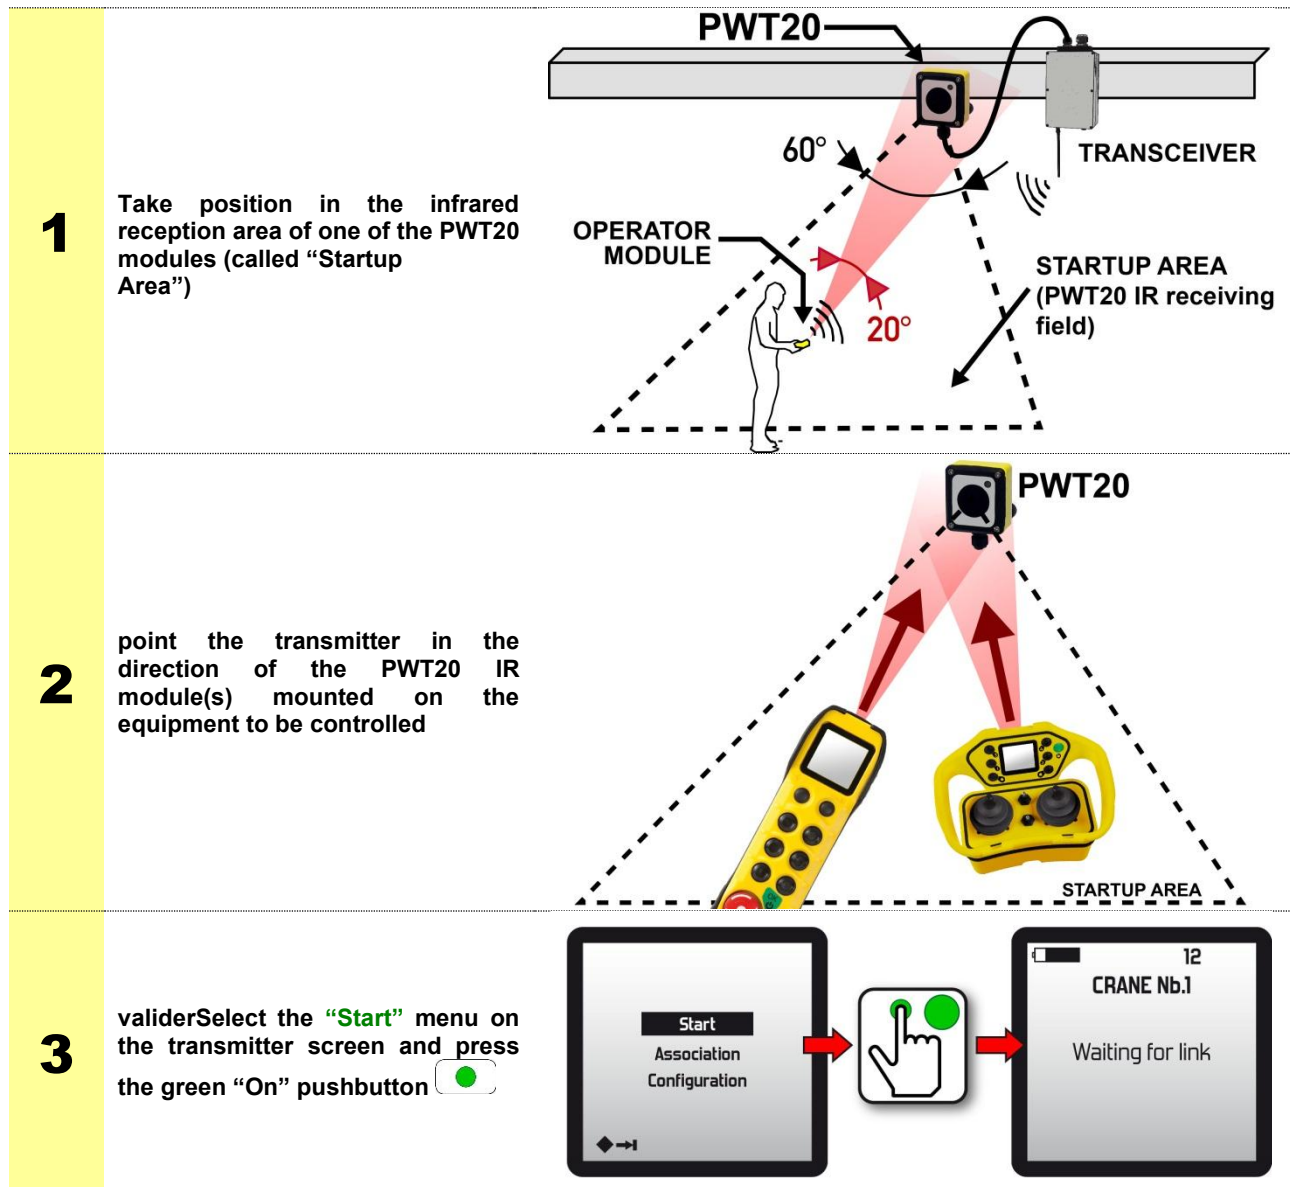 1
Take position in the infrared
reception area of one of the PWT20
modules (called “Startup
Area”)
PWT20
60°
TRANSCEIVER
OPERATOR
MODULE
20°
STARTUP AREA
(PWT20 IR receiving
field)
2
point the transmitter in the
direction of the PWT20 IR
module(s) mounted on the
equipment to be controlled
PWT20
STARTUP AREA
3
validerSelect the “Start” menu on
the transmitter screen and press
the green “On” pushbutton
Start
Association
Configuration
12
CRANE Nb.1
Waiting for link